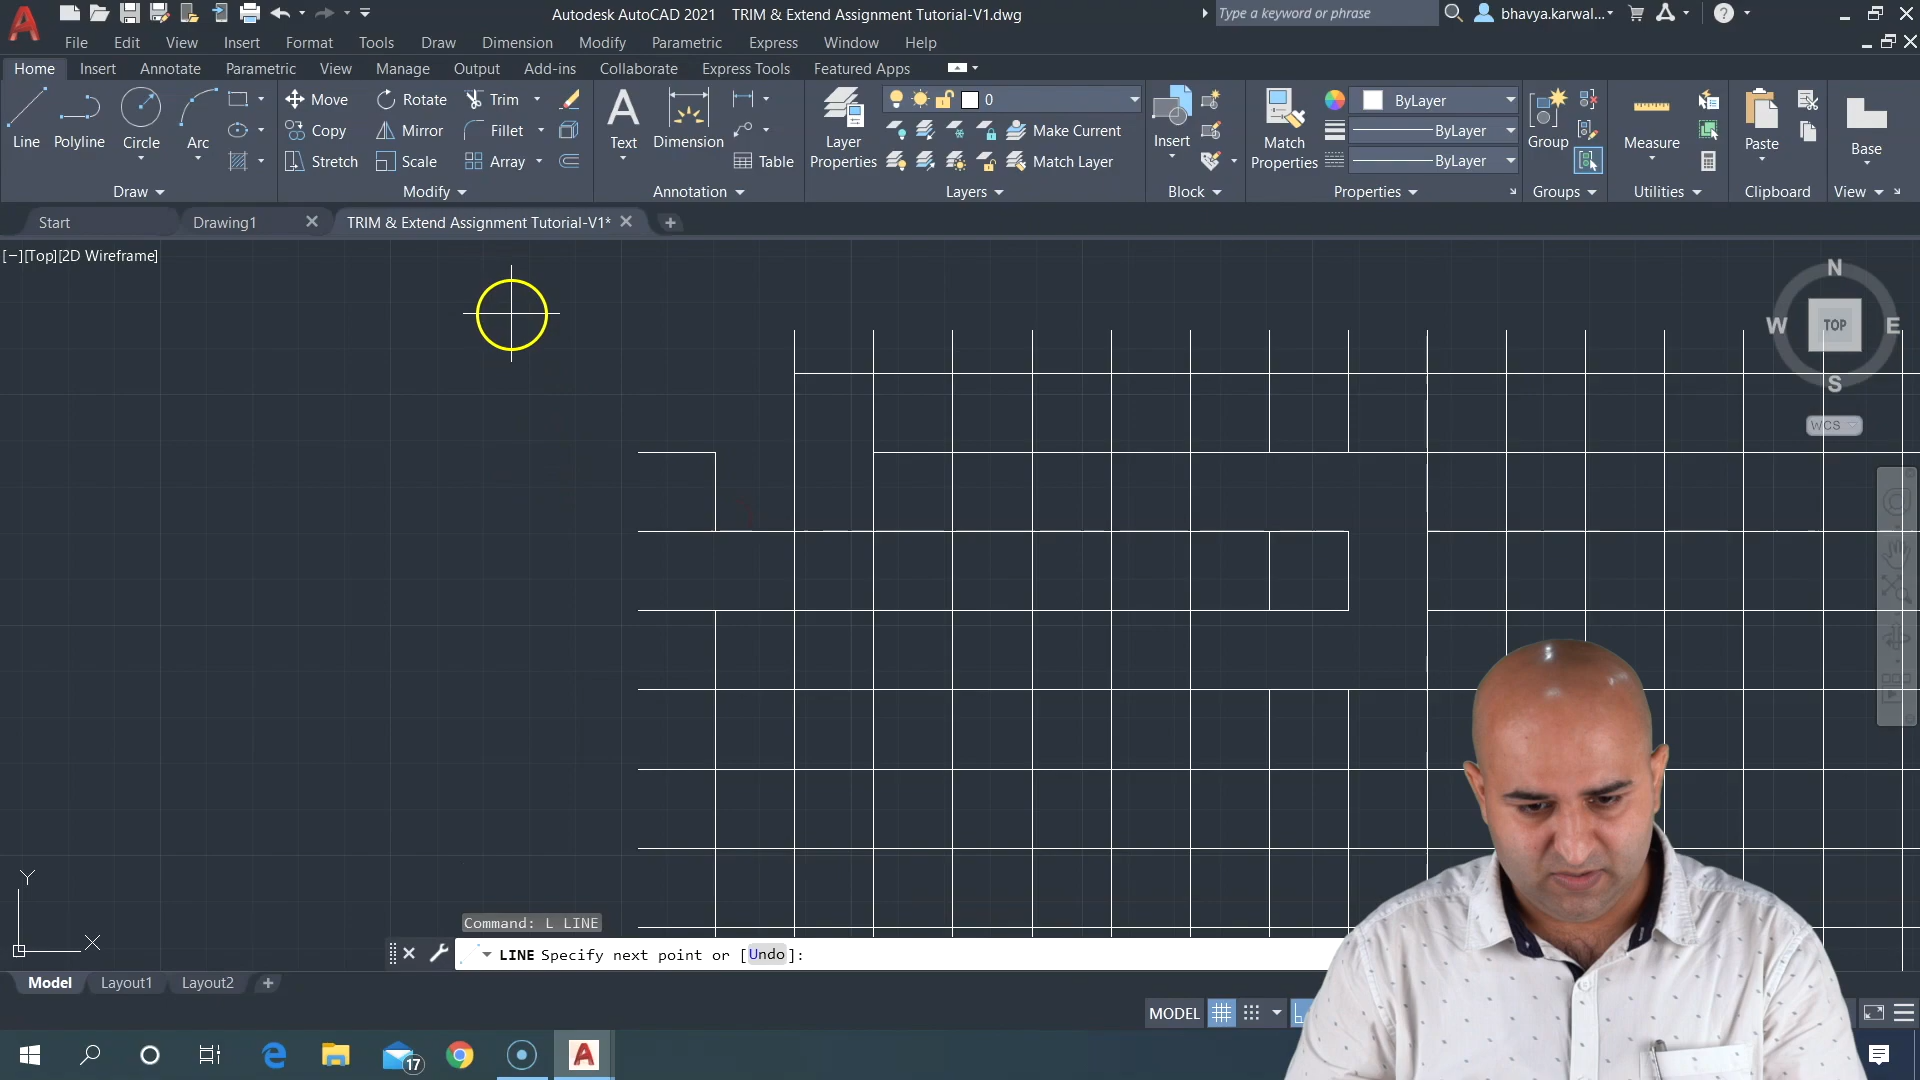 Autodesk AutoCAD 2021 TRIM & Extend Assignment Tutorial-V1.dwg
Type a keyword or phrase
bhavya.karwal...
File Edit View Insert Format Tools Draw Dimension Modify Parametric Express Window Help
Home Insert Annotate Parametric View Manage Output Add-ins Collaborate Express Tools Featured Apps
Line Polyline Circle Arc
Move Rotate Trim
Copy Mirror Fillet
Stretch Scale Array
Text Dimension Table
Layer Properties
0
Make Current
Match Layer
Insert
Match Properties
ByLayer
ByLayer
ByLayer
Group
Measure
Paste
Base
Draw Modify Annotation Layers Block Properties Groups Utilities Clipboard View
Start Drawing1 TRIM & Extend Assignment Tutorial-V1*
[−][Top][2D Wireframe]
N
W TOP E
S
WCS
Y
X
Command: L LINE
LINE Specify next point or [Undo]:
Model Layout1 Layout2
MODEL
17